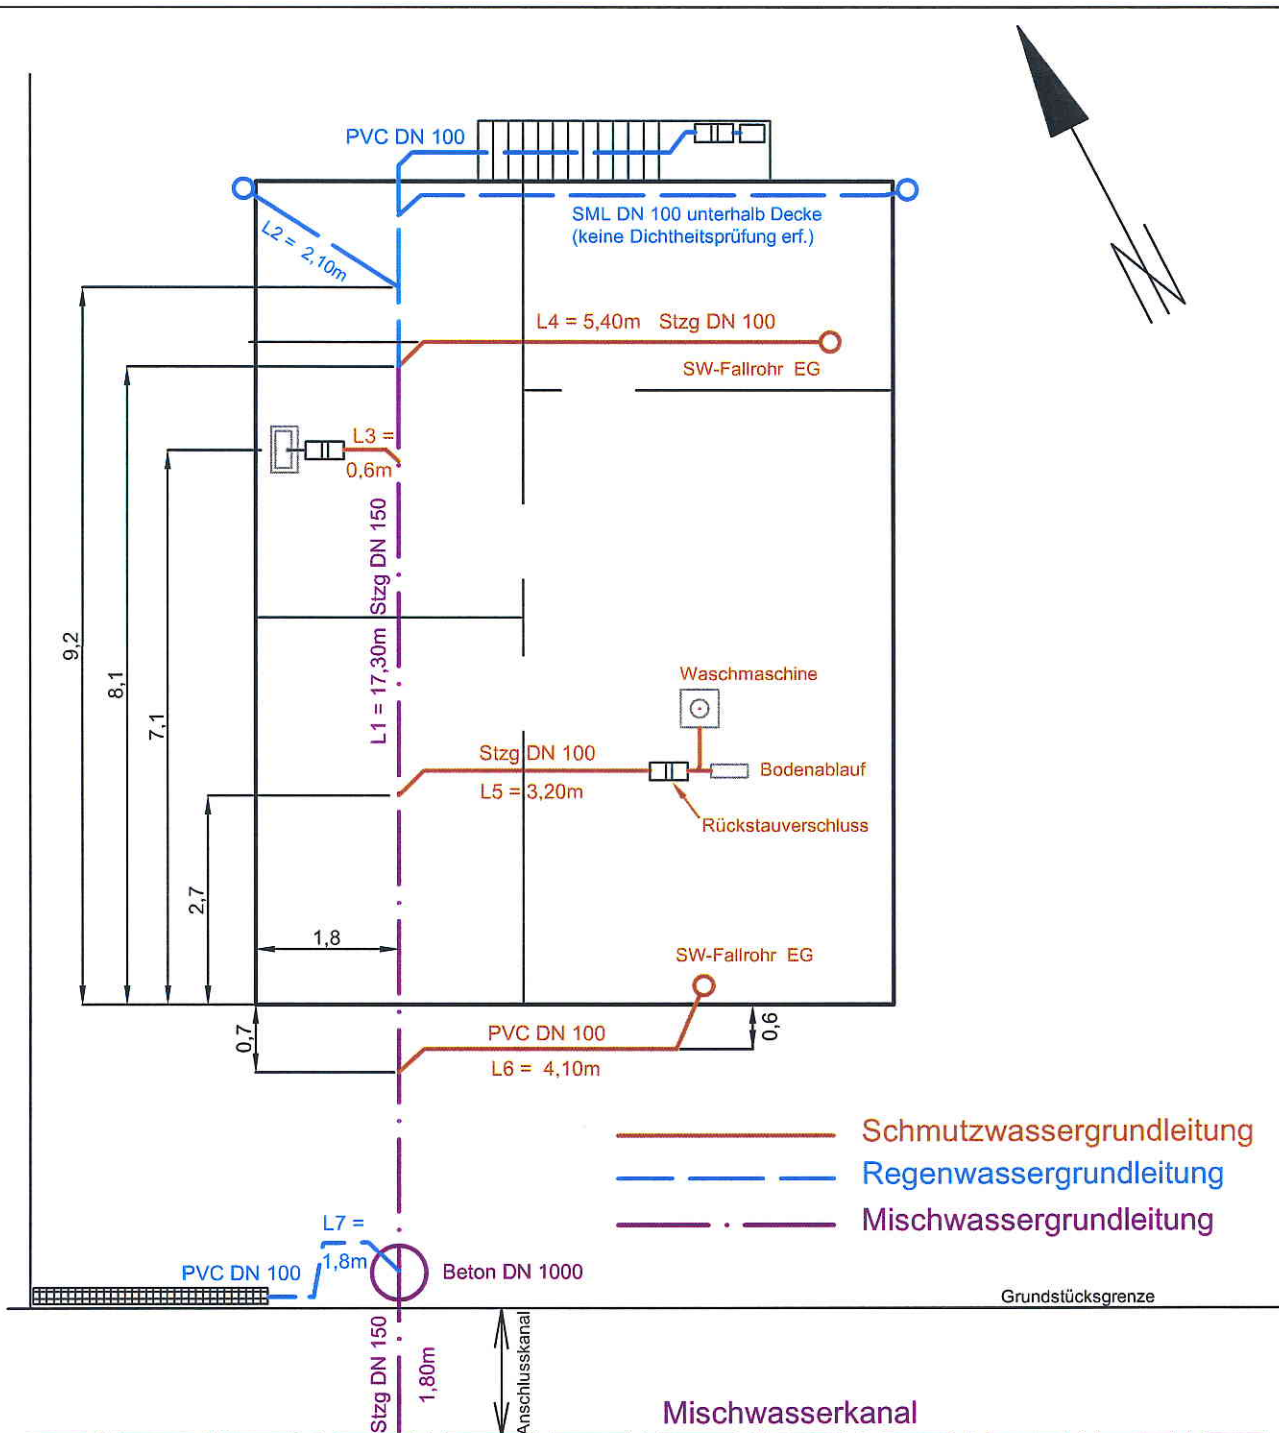 PVC DN 100
SML DN 100 unterhalb Decke
(keine Dichtheitsprüfung erf.)
L2 = 2,10m
L4 = 5,40m Stzg DN 100
SW-Fallrohr EG
L3 =
0,6m
L1 = 17,30m Stzg DN 150
9,2
8,1
7,1
2,7
1,8
Waschmaschine
Stzg DN 100
L5 = 3,20m
Bodenablauf
Rückstauverschluss
SW-Fallrohr EG
0,7
PVC DN 100
L6 = 4,10m
0,6
Schmutzwassergrundleitung
Regenwassergrundleitung
Mischwassergrundleitung
L7 =
1,8m
PVC DN 100
Beton DN 1000
Grundstücksgrenze
Stzg DN 150
1,80m
Anschlusskanal
Mischwasserkanal